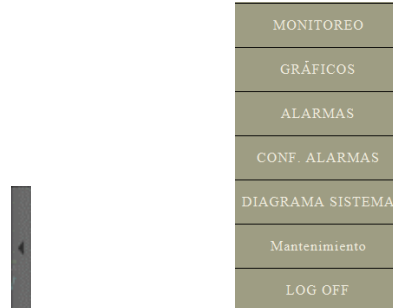 MONITOREO
GRÁFICOS
ALARMAS
CONF. ALARMAS
DIAGRAMA SISTEMA
Mantenimiento
LOG OFF